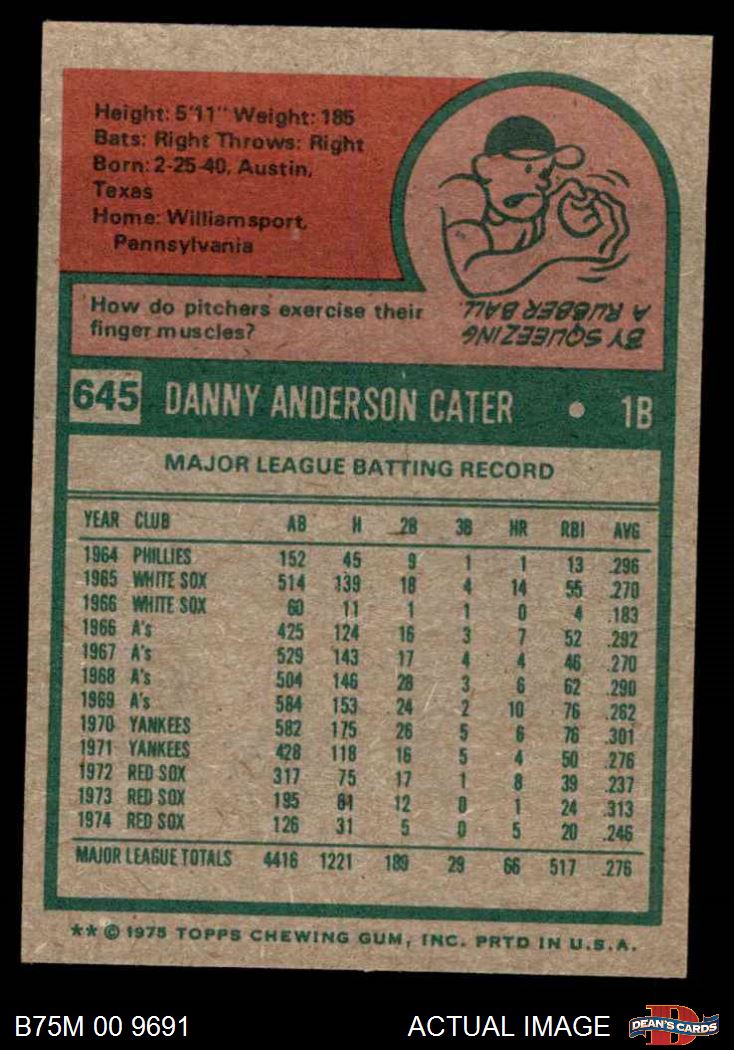 Height: 5'11" Weight: 185
Bats: Right Throws: Right
Born: 2-25-40, Austin,
Texas
Home: Williamsport,
Pennsylvania
How do pitchers exercise their
finger muscles?
BY SQUEEZING
A RUBBER BALL.
645 DANNY ANDERSON CATER • 1B
MAJOR LEAGUE BATTING RECORD
YEAR CLUB AB H 2B 3B HR RBI AVG
1964 PHILLIES 152 45 9 1 1 13 .296
1965 WHITE SOX 514 139 18 4 14 55 .270
1966 WHITE SOX 60 11 1 1 0 4 .183
1966 A's 425 124 16 3 7 52 .292
1967 A's 529 143 17 4 4 46 .270
1968 A's 504 146 28 3 6 62 .290
1969 A's 584 153 24 2 10 76 .262
1970 YANKEES 582 175 26 5 6 76 .301
1971 YANKEES 428 118 16 5 4 50 .276
1972 RED SOX 317 75 17 1 8 39 .237
1973 RED SOX 195 61 12 0 1 24 .313
1974 RED SOX 126 31 5 0 5 20 .246
MAJOR LEAGUE TOTALS 4416 1221 189 29 66 517 .276
** © 1975 TOPPS CHEWING GUM, INC. PRTD IN U.S.A.
B75M 00 9691 ACTUAL IMAGE
D
DEAN'S CARDS